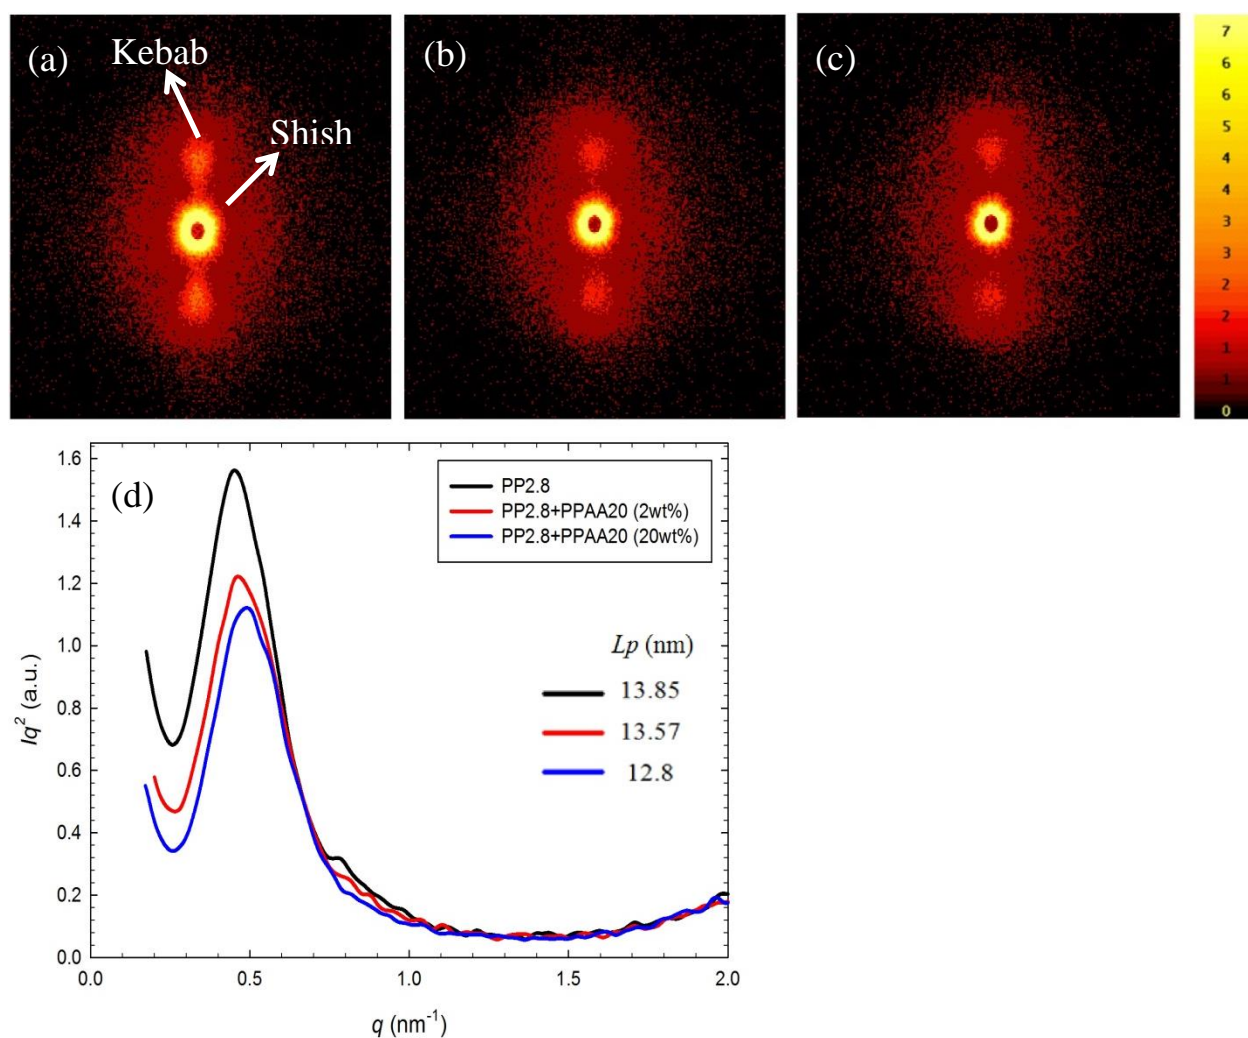 (a)
Kebab
Shish
(b)
(c)
7
6
6
5
4
4
3
3
2
2
1
1
0
(d)
1.6
1.4
1.2
1.0
0.8
0.6
0.4
0.2
0.0
Iq² (a.u.)
PP2.8
PP2.8+PPAA20 (2wt%)
PP2.8+PPAA20 (20wt%)
Lp (nm)
13.85
13.57
12.8
0.0 0.5 1.0 1.5 2.0
q (nm⁻¹)